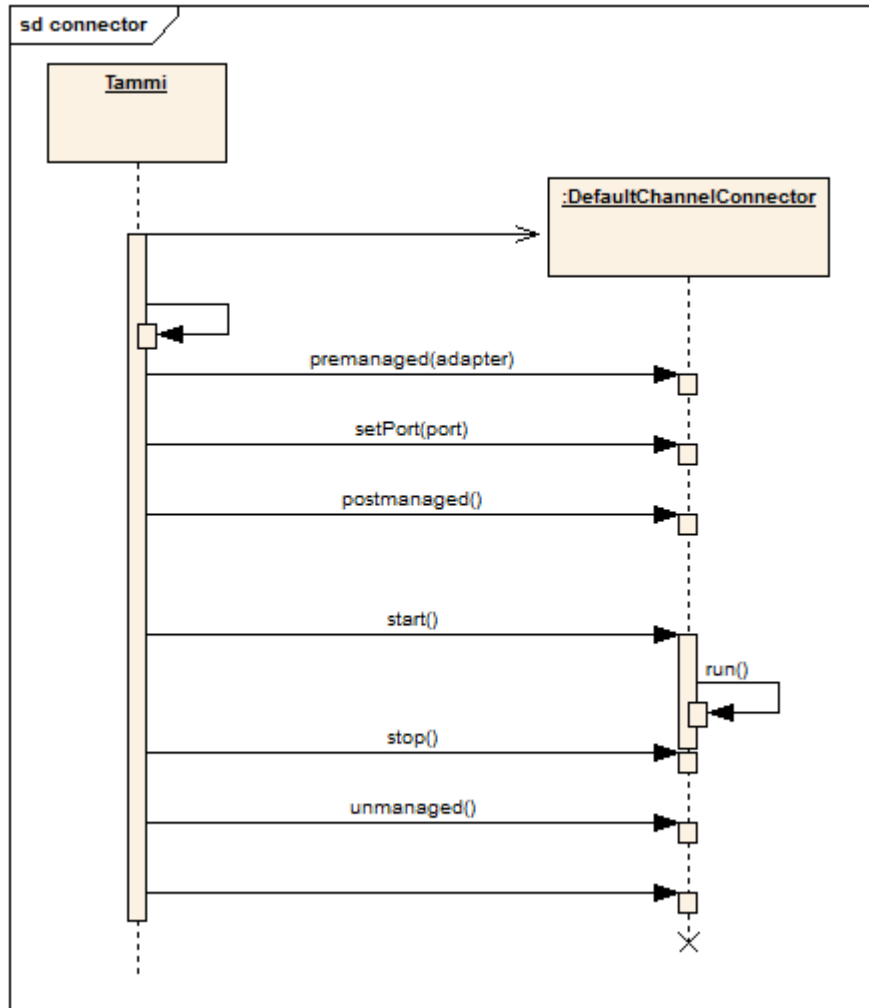 sd connector
Tammi
:DefaultChannelConnector
premanaged(adapter)
setPort(port)
postmanaged()
start()
run()
stop()
unmanaged()